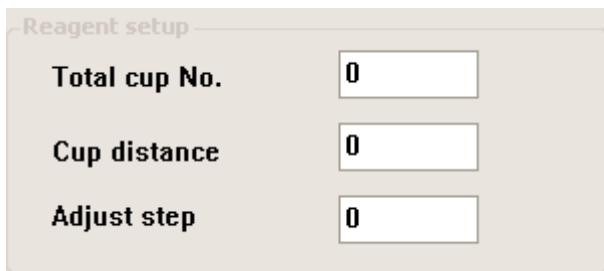 Reagent setup
Total cup No. 0
Cup distance 0
Adjust step 0